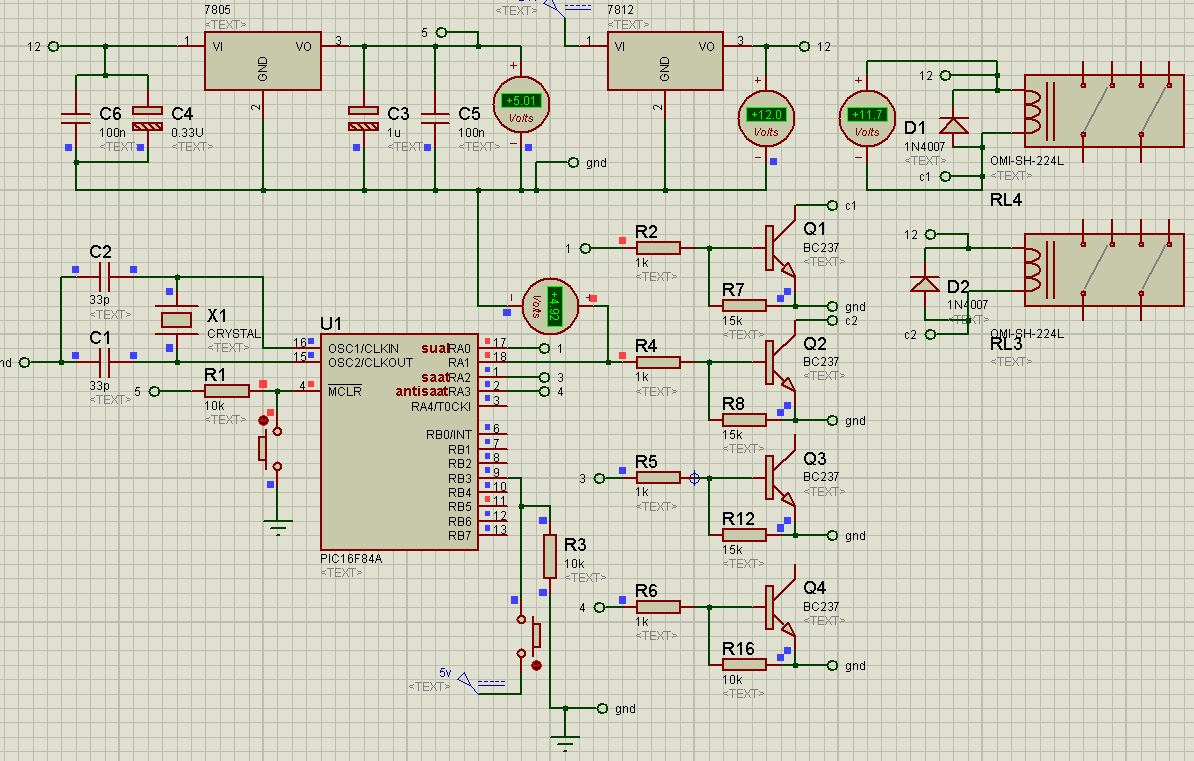 7805
<TEXT>
12
1
VI
VO
GND
2
3
C6
100n
<TEXT>
C4
0.33U
<TEXT>
C3
1u
<TEXT>
C5
100n
<TEXT>
5
+
+5.01
Volts
gnd
<TEXT>
7812
<TEXT>
1
VI
VO
GND
2
3
12
+
+12.0
Volts
+
+11.7
Volts
12
D1
1N4007
<TEXT>
c1
OMI-SH-224L
<TEXT>
RL4
12
D2
1N4007
<TEXT>
c2
OMI-SH-224L
RL3
<TEXT>
C2
33p
<TEXT>
X1
CRYSTAL
<TEXT>
C1
33p
<TEXT>
nd
5
R1
10k
<TEXT>
U1
16
OSC1/CLKIN
15
OSC2/CLKOUT
4
MCLR
sual RA0 17
RA1 18
saat RA2 1
antisaat RA3 2
RA4/T0CKI 3
RB0/INT 6
RB1 7
RB2 8
RB3 9
RB4 10
RB5 11
RB6 12
RB7 13
PIC16F84A
<TEXT>
1
3
4
+4.92
Volts
+
R3
10k
<TEXT>
5v
<TEXT>
gnd
1
R2
1k
<TEXT>
Q1
BC237
<TEXT>
c1
R7
15k
<TEXT>
gnd
c2
R4
1k
<TEXT>
Q2
BC237
<TEXT>
R8
15k
<TEXT>
gnd
3
R5
1k
<TEXT>
Q3
BC237
<TEXT>
R12
15k
<TEXT>
gnd
4
R6
1k
<TEXT>
Q4
BC237
<TEXT>
R16
10k
<TEXT>
gnd